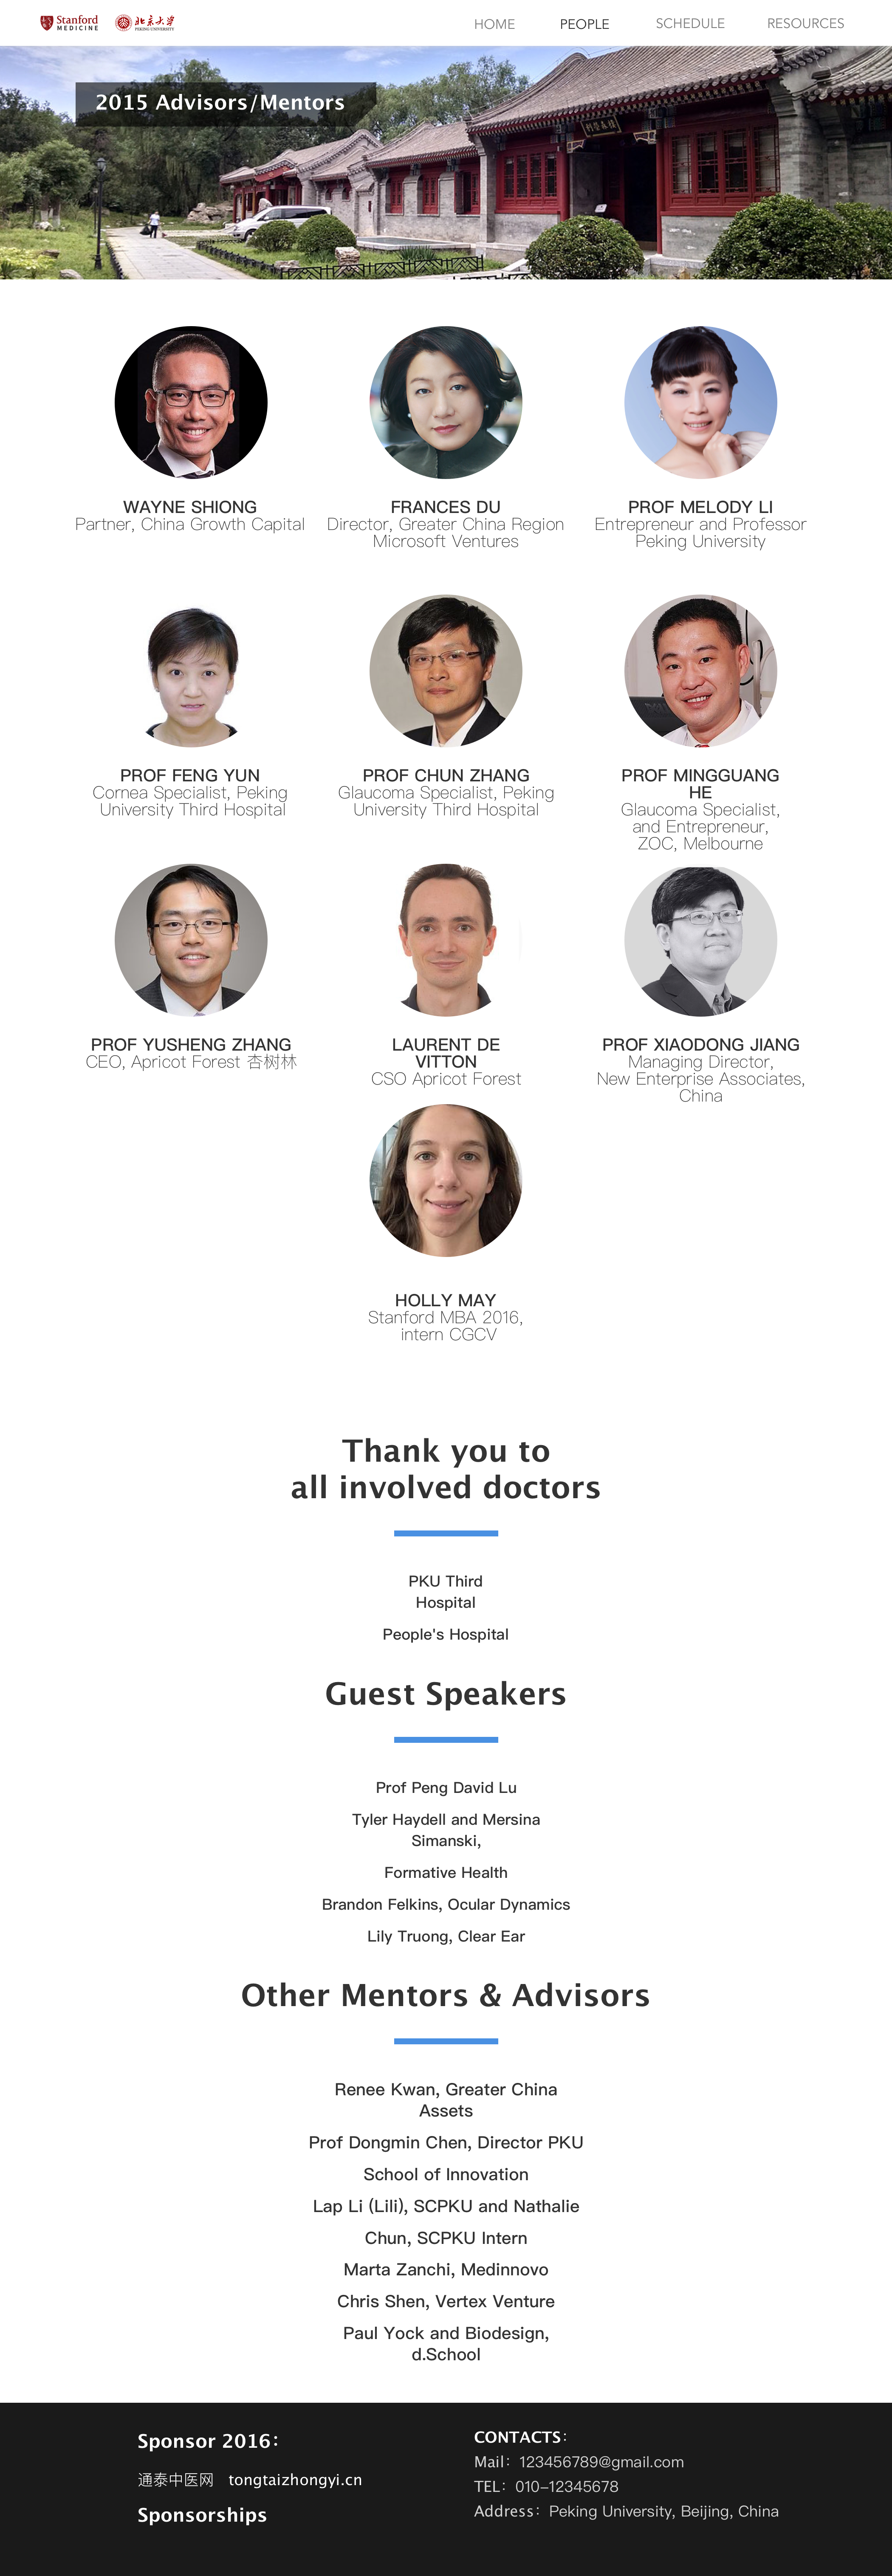 Stanford
MEDICINE
北京大学
PEKING UNIVERSITY
HOME
PEOPLE
SCHEDULE
RESOURCES
2015 Advisors/Mentors
WAYNE SHIONG
Partner, China Growth Capital
FRANCES DU
Director, Greater China Region
Microsoft Ventures
PROF MELODY LI
Entrepreneur and Professor
Peking University
PROF FENG YUN
Cornea Specialist, Peking
University Third Hospital
PROF CHUN ZHANG
Glaucoma Specialist, Peking
University Third Hospital
PROF MINGGUANG
HE
Glaucoma Specialist,
and Entrepreneur,
ZOC, Melbourne
PROF YUSHENG ZHANG
CEO, Apricot Forest 杏树林
LAURENT DE
VITTON
CSO Apricot Forest
PROF XIAODONG JIANG
Managing Director,
New Enterprise Associates,
China
HOLLY MAY
Stanford MBA 2016,
intern CGCV
Thank you to
all involved doctors
PKU Third
Hospital
People's Hospital
Guest Speakers
Prof Peng David Lu
Tyler Haydell and Mersina
Simanski,
Formative Health
Brandon Felkins, Ocular Dynamics
Lily Truong, Clear Ear
Other Mentors & Advisors
Renee Kwan, Greater China
Assets
Prof Dongmin Chen, Director PKU
School of Innovation
Lap Li (Lili), SCPKU and Nathalie
Chun, SCPKU Intern
Marta Zanchi, Medinnovo
Chris Shen, Vertex Venture
Paul Yock and Biodesign,
d.School
Sponsor 2016：
通泰中医网 tongtaizhongyi.cn
Sponsorships
CONTACTS：
Mail：123456789@gmail.com
TEL：010-12345678
Address：Peking University, Beijing, China